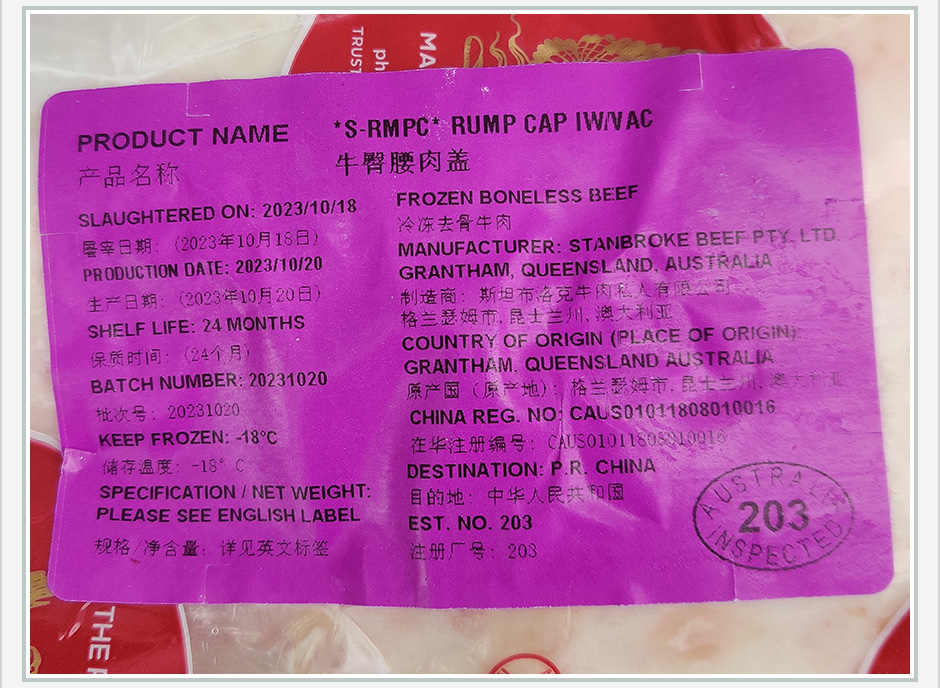 MA
ph
TRUST
PRODUCT NAME
*S-RMPC* RUMP CAP IW/VAC
产品名称
牛臀腰肉盖
SLAUGHTERED ON: 2023/10/18
屠宰日期: (2023年10月18日)
PRODUCTION DATE: 2023/10/20
生产日期: (2023年10月20日)
SHELF LIFE: 24 MONTHS
保质时间: (24个月)
BATCH NUMBER: 20231020
批次号: 20231020
KEEP FROZEN: -18°C
储存温度: -18° C
SPECIFICATION / NET WEIGHT:
PLEASE SEE ENGLISH LABEL
规格/净含量: 详见英文标签
FROZEN BONELESS BEEF
冷冻去骨牛肉
MANUFACTURER: STANBROKE BEEF PTY. LTD.
GRANTHAM, QUEENSLAND, AUSTRALIA
制造商: 斯坦布洛克牛肉私人有限公司
格兰瑟姆市,昆士兰州,澳大利亚
COUNTRY OF ORIGIN (PLACE OF ORIGIN):
GRANTHAM, QUEENSLAND AUSTRALIA
原产国 (原产地): 格兰瑟姆市,昆士兰州,澳大利亚
CHINA REG. NO: CAUS01011808010016
在华注册编号: CAUS01011808010016
DESTINATION: P.R. CHINA
目的地: 中华人民共和国
EST. NO. 203
注册厂号: 203
AUSTRALIA
203
INSPECTED
THE